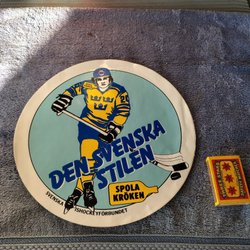 DEN SVENSKA
STILEN
SPOLA
KRÖKEN
SVENSKA ISHOCKEYFÖRBUNDET